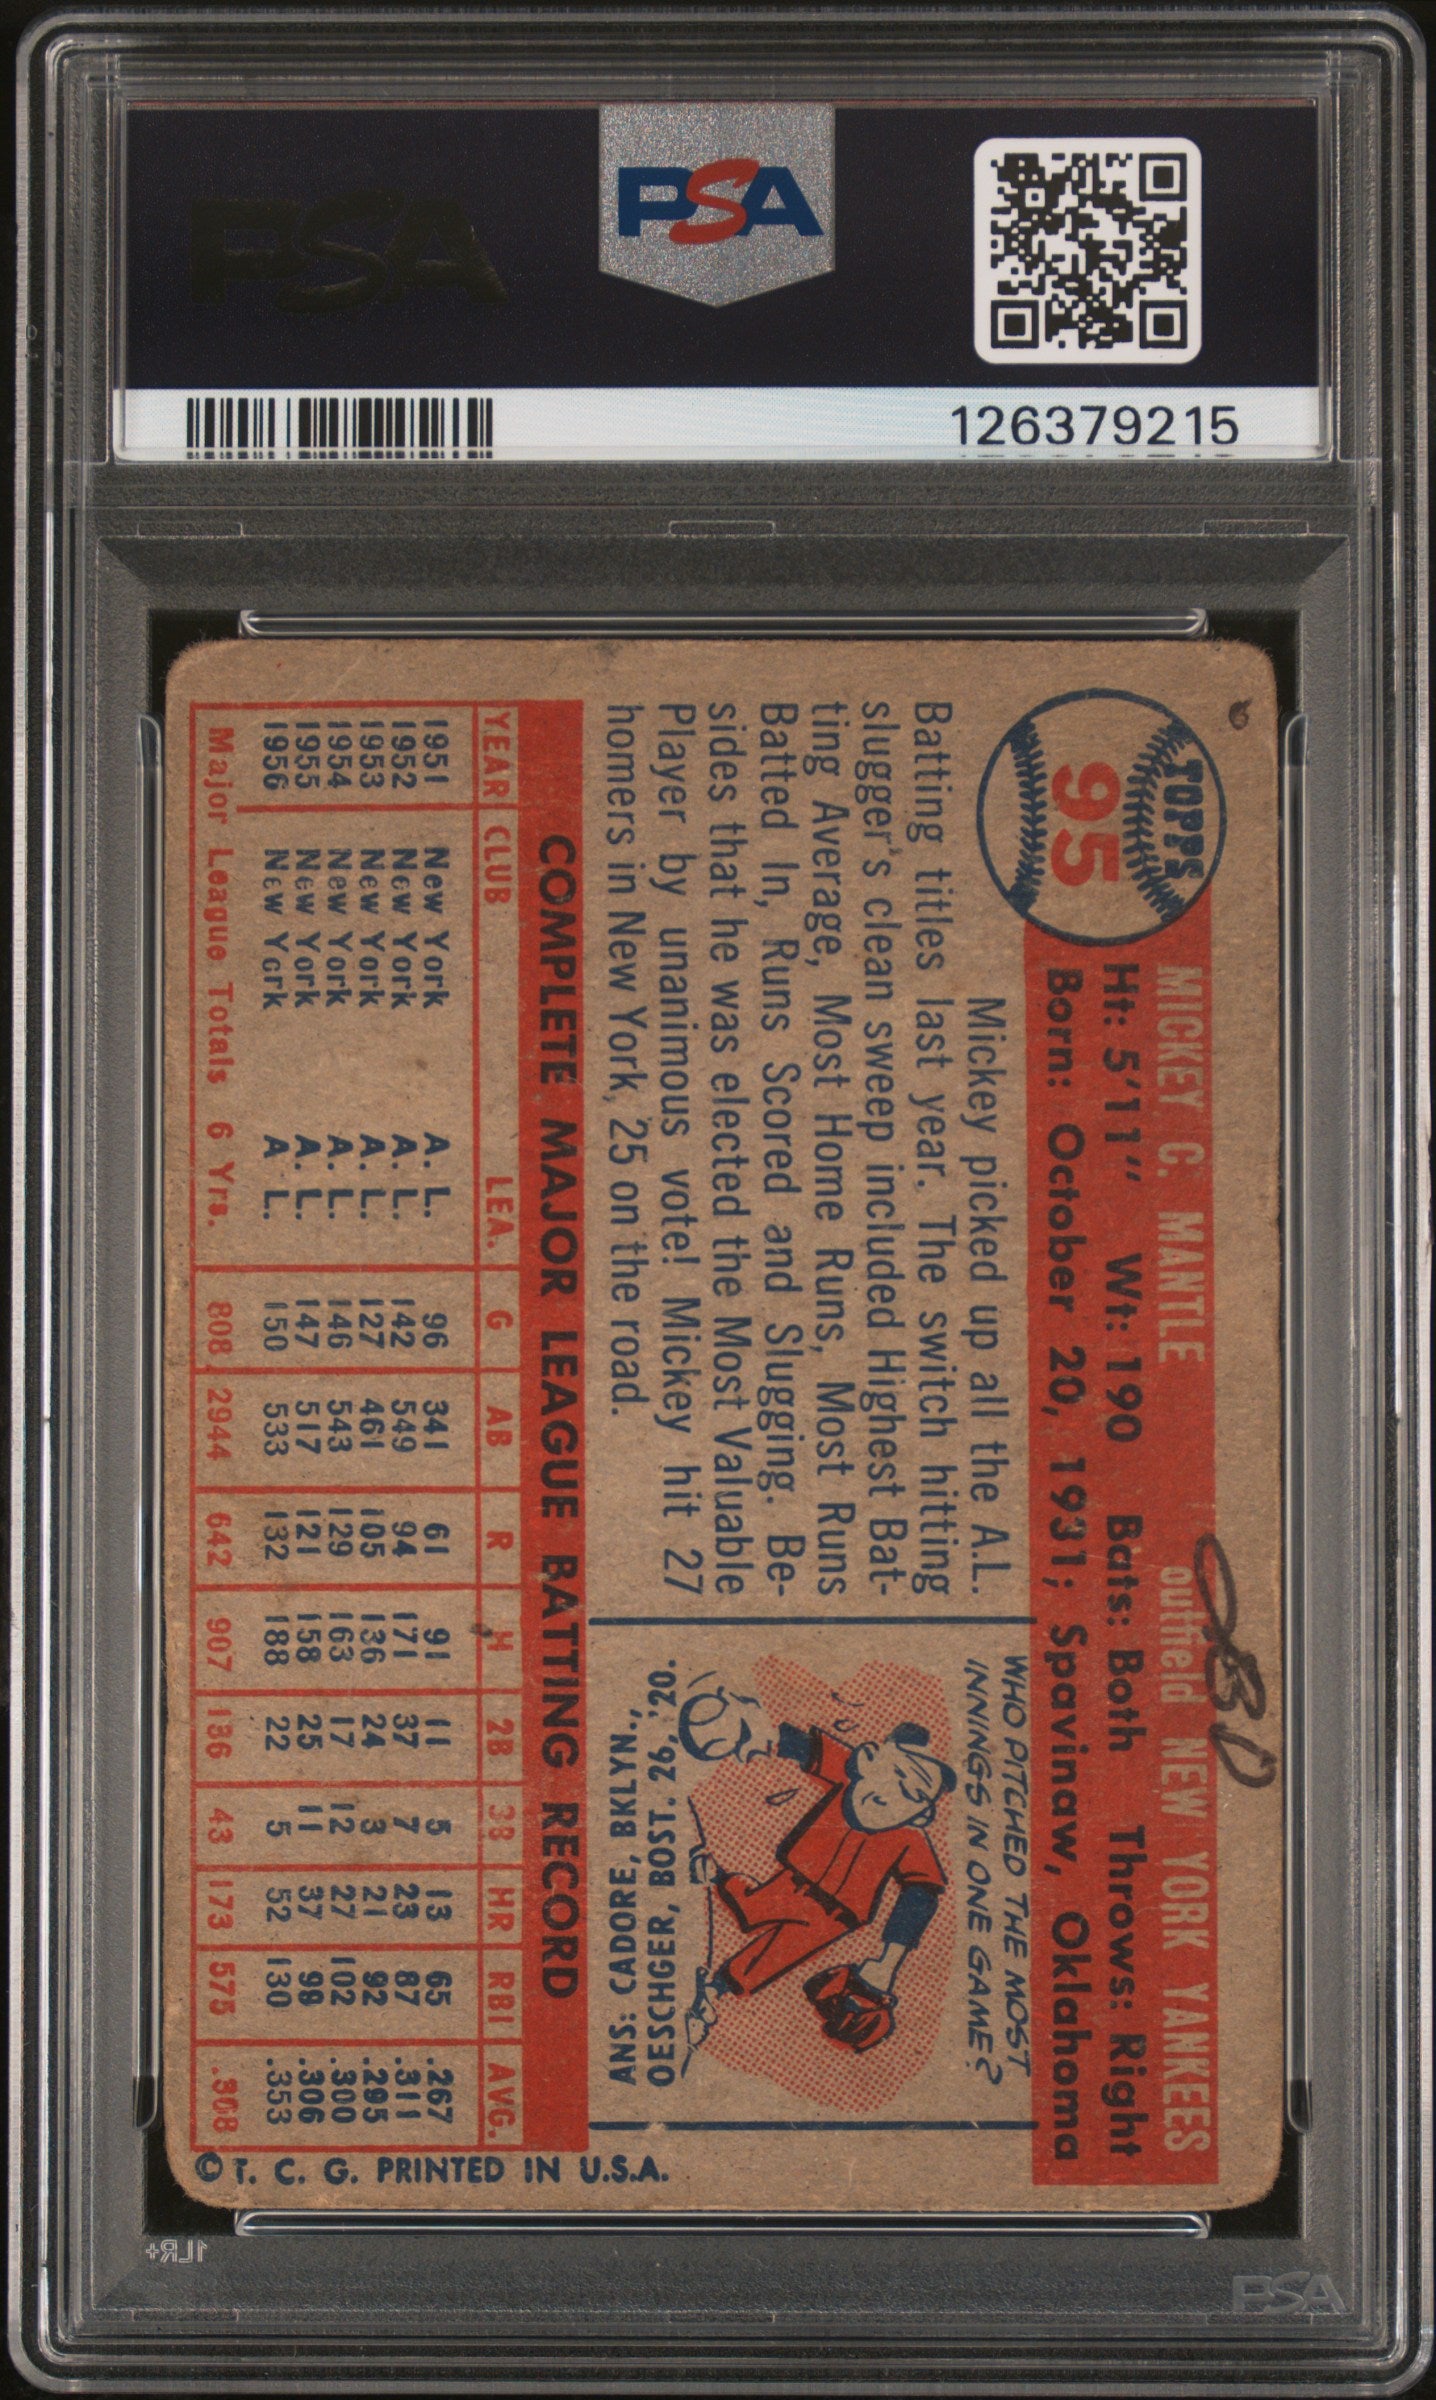 PSA
PSA
126379215
TOPPS
95
MICKEY C. MANTLE outfield NEW YORK YANKEES
Ht: 5'11" Wt: 190 Bats: Both Throws: Right
Born: October 20, 1931; Spavinaw, Oklahoma
Mickey picked up all the A.L.
Batting titles last year. The switch hitting
slugger's clean sweep included Highest Bat-
ting Average, Most Home Runs, Most Runs
Batted In, Runs Scored and Slugging. Be-
sides that he was elected the Most Valuable
Player by unanimous vote! Mickey hit 27
homers in New York, 25 on the road.
WHO PITCHED THE MOST
INNINGS IN ONE GAME?
ANS: CADORE, BKLYN.,
OESCHGER, BOST. 26, '20.
COMPLETE MAJOR LEAGUE BATTING RECORD
YEAR CLUB LEA. G AB R H 2B 3B HR RBI AVG.
1951 New York A. L. 96 341 61 91 11 5 13 65 .267
1952 New York A. L. 142 549 94 171 37 7 23 87 .311
1953 New York A. L. 127 461 105 136 24 3 21 92 .295
1954 New York A. L. 146 543 129 163 17 12 27 102 .300
1955 New York A. L. 147 517 121 158 25 11 37 99 .306
1956 New York A L. 150 533 132 188 22 5 52 130 .353
Major League Totals 6 Yrs. 808 2944 642 907 136 43 173 575 .308
© T. C. G. PRINTED IN U.S.A.
1LR+
PSA